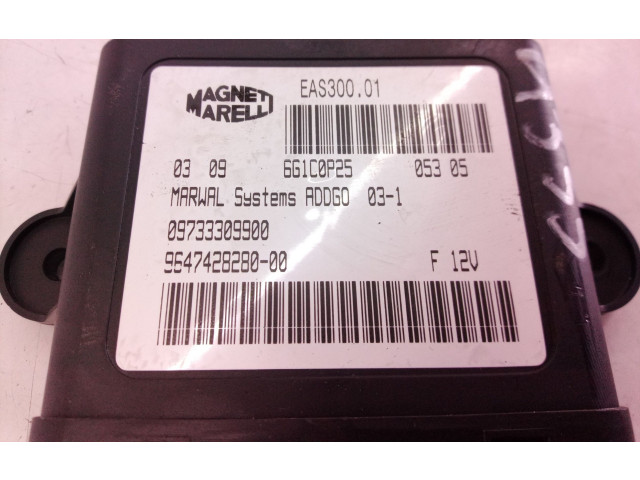 MAGNETI
MARELLI
EAS300.01
03 09 6G1C0P25 053 05
MARWAL Systems ADDGO 03-1
09733309900
9647428280-00 F 12V